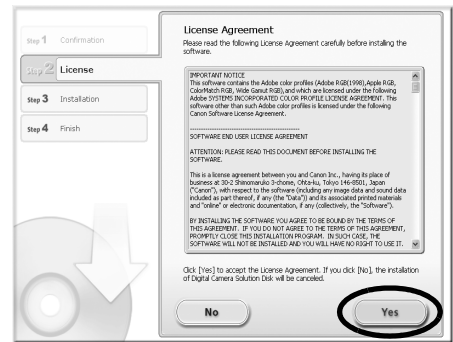 Step 1 Confirmation
Step 2 License
Step 3 Installation
Step 4 Finish
License Agreement
Please read the following License Agreement carefully before installing the
software.
IMPORTANT NOTICE
This software contains the Adobe color profiles (Adobe RGB(1998),Apple RGB,
ColorMatch RGB, Wide Gamut RGB),and which are licensed under the following
Adobe SYSTEMS INCORPORATED COLOR PROFILE LICENSE AGREEMENT. This
software other than such Adobe color profiles is licensed under the following
Canon Software License Agreement.
----------------------------------------
SOFTWARE END USER LICENSE AGREEMENT
ATTENTION: PLEASE READ THIS DOCUMENT BEFORE INSTALLING THE
SOFTWARE.
This is a license agreement between you and Canon Inc., having its place of
business at 30-2 Shimomaruko 3-chome, Ohta-ku, Tokyo 146-8501, Japan
("Canon"), with respect to the software (including any image data and sound data
included as part thereof, if any (the "Data")) and its associated printed materials
and "online" or electronic documentation, if any (collectively, the "Software").
BY INSTALLING THE SOFTWARE YOU AGREE TO BE BOUND BY THE TERMS OF
THIS AGREEMENT. IF YOU DO NOT AGREE TO THE TERMS OF THIS AGREEMENT,
PROMPTLY CLOSE THIS INSTALLATION PROGRAM. IN SUCH CASE, THE
SOFTWARE WILL NOT BE INSTALLED AND YOU WILL HAVE NO RIGHT TO USE IT.
Click [Yes] to accept the License Agreement. If you click [No], the installation
of Digital Camera Solution Disk will be canceled.
No
Yes